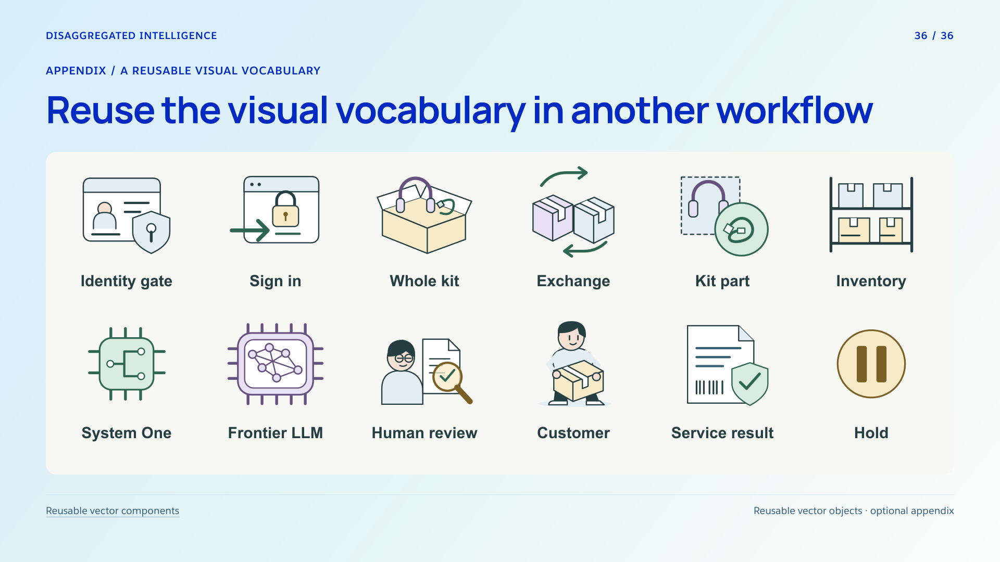 DISAGGREGATED INTELLIGENCE
36 / 36
APPENDIX / A REUSABLE VISUAL VOCABULARY
Reuse the visual vocabulary in another workflow
Identity gate
Sign in
Whole kit
Exchange
Kit part
Inventory
System One
Frontier LLM
Human review
Customer
Service result
Hold
Reusable vector components
Reusable vector objects · optional appendix